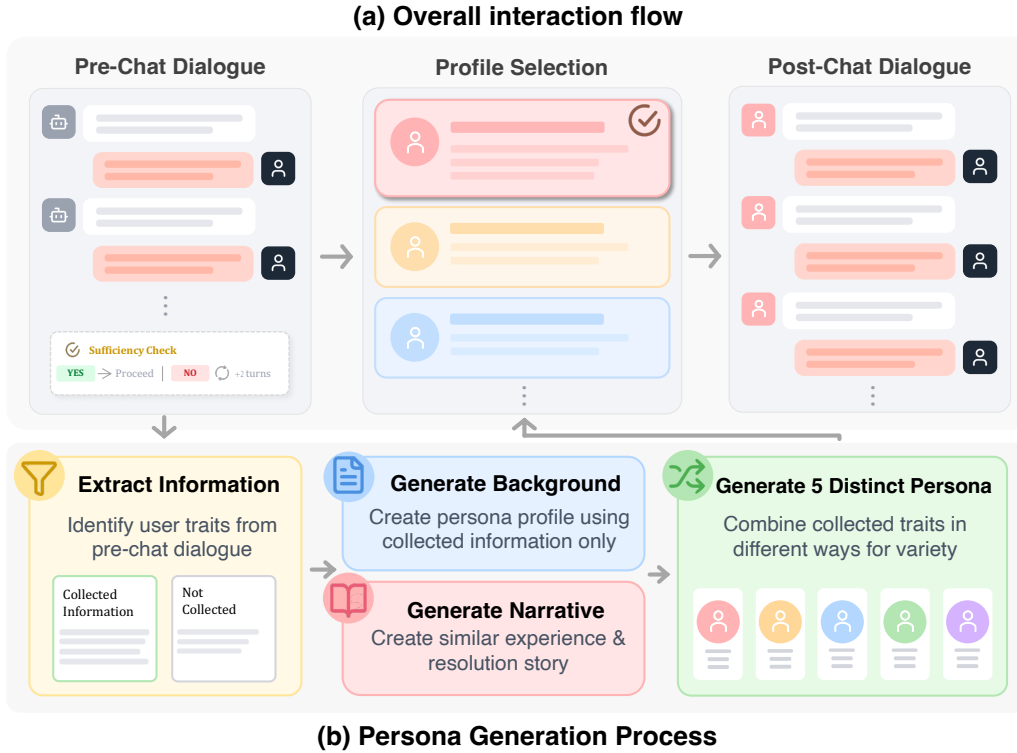 (a) Overall interaction flow
Pre-Chat Dialogue
Profile Selection
Post-Chat Dialogue
Sufficiency Check
YES
Proceed
NO
+2 turns
Extract Information
Identify user traits from
pre-chat dialogue
Collected
Information
Not
Collected
Generate Background
Create persona profile using
collected information only
Generate Narrative
Create similar experience &
resolution story
Generate 5 Distinct Persona
Combine collected traits in
different ways for variety
(b) Persona Generation Process